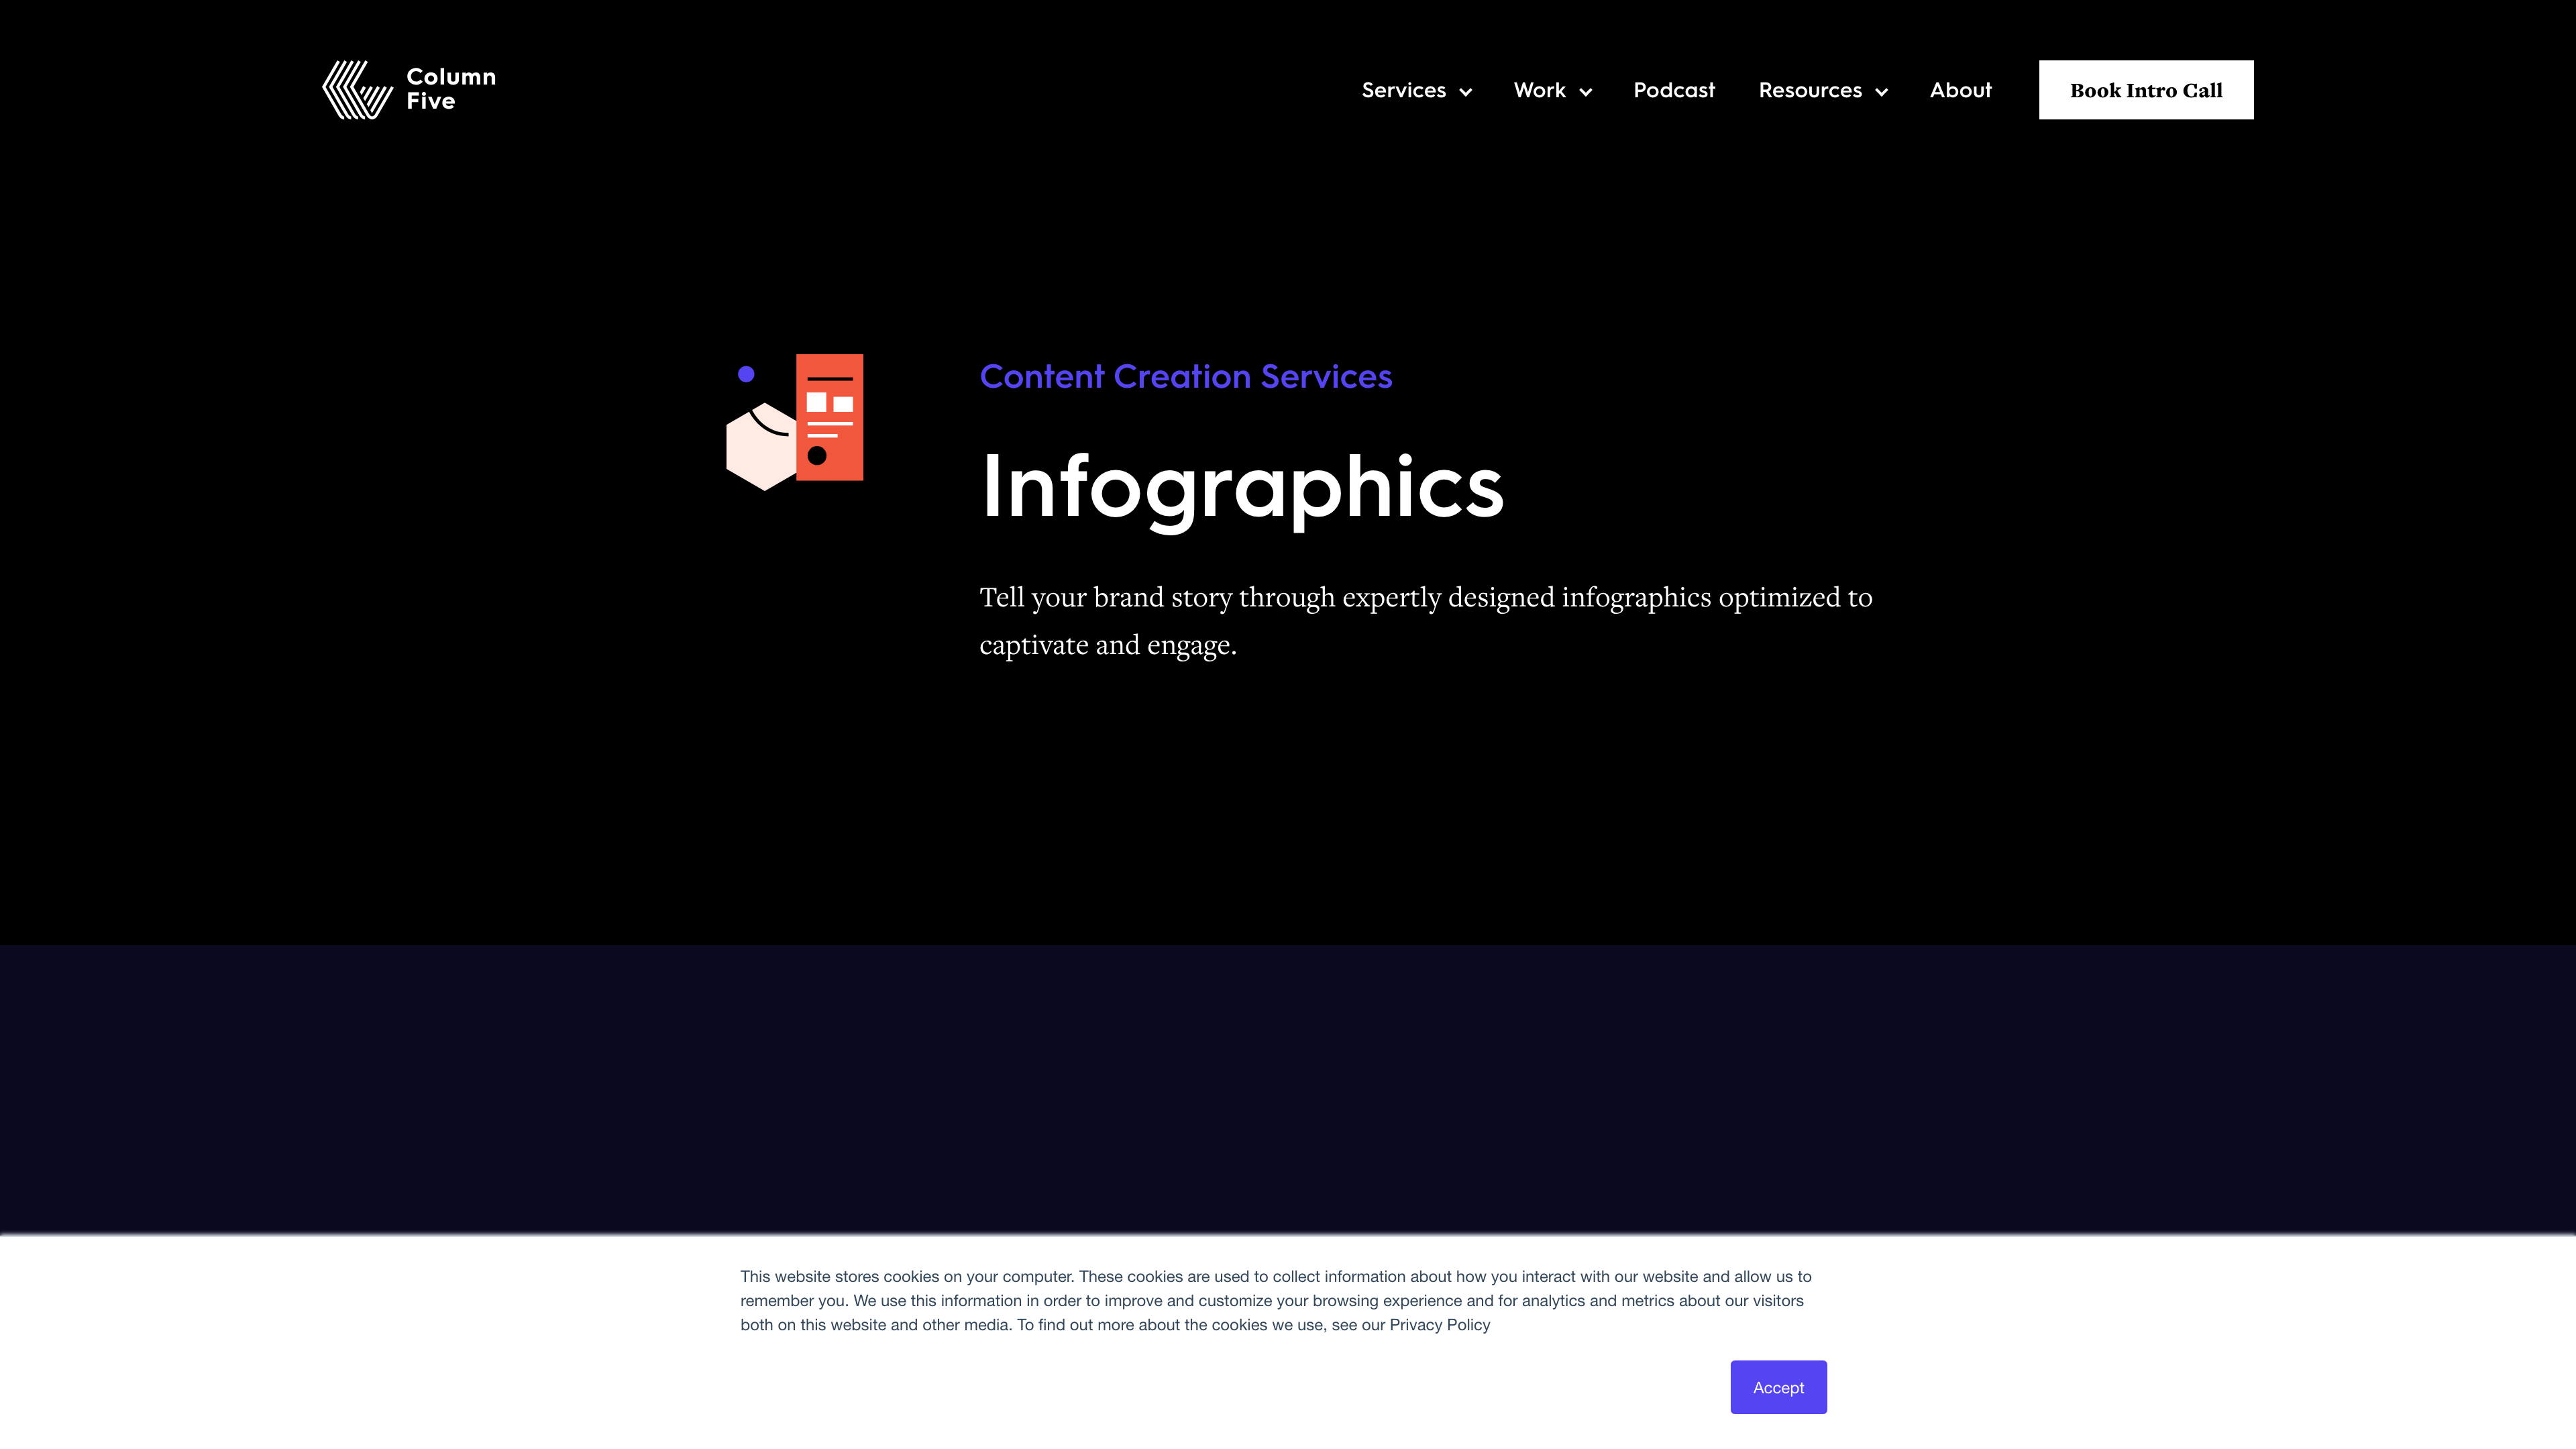 Column
Five
Services
Work
Podcast
Resources
About
Book Intro Call
Content Creation Services
Infographics
Tell your brand story through expertly designed infographics optimized to
captivate and engage.
This website stores cookies on your computer. These cookies are used to collect information about how you interact with our website and allow us to
remember you. We use this information in order to improve and customize your browsing experience and for analytics and metrics about our visitors
both on this website and other media. To find out more about the cookies we use, see our Privacy Policy
Accept